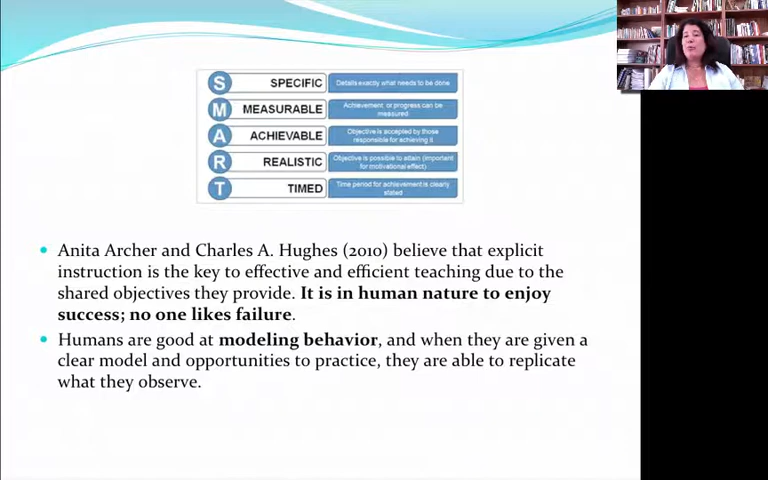 S SPECIFIC Details exactly what needs to be done
M MEASURABLE Achievement or progress can be
measured
A ACHIEVABLE Objective is accepted by those
responsible for achieving it
R REALISTIC Objective is possible to attain (important
for motivational effect)
T TIMED Time period for achievement is clearly
stated
• Anita Archer and Charles A. Hughes (2010) believe that explicit
instruction is the key to effective and efficient teaching due to the
shared objectives they provide. It is in human nature to enjoy
success; no one likes failure.
• Humans are good at modeling behavior, and when they are given a
clear model and opportunities to practice, they are able to replicate
what they observe.